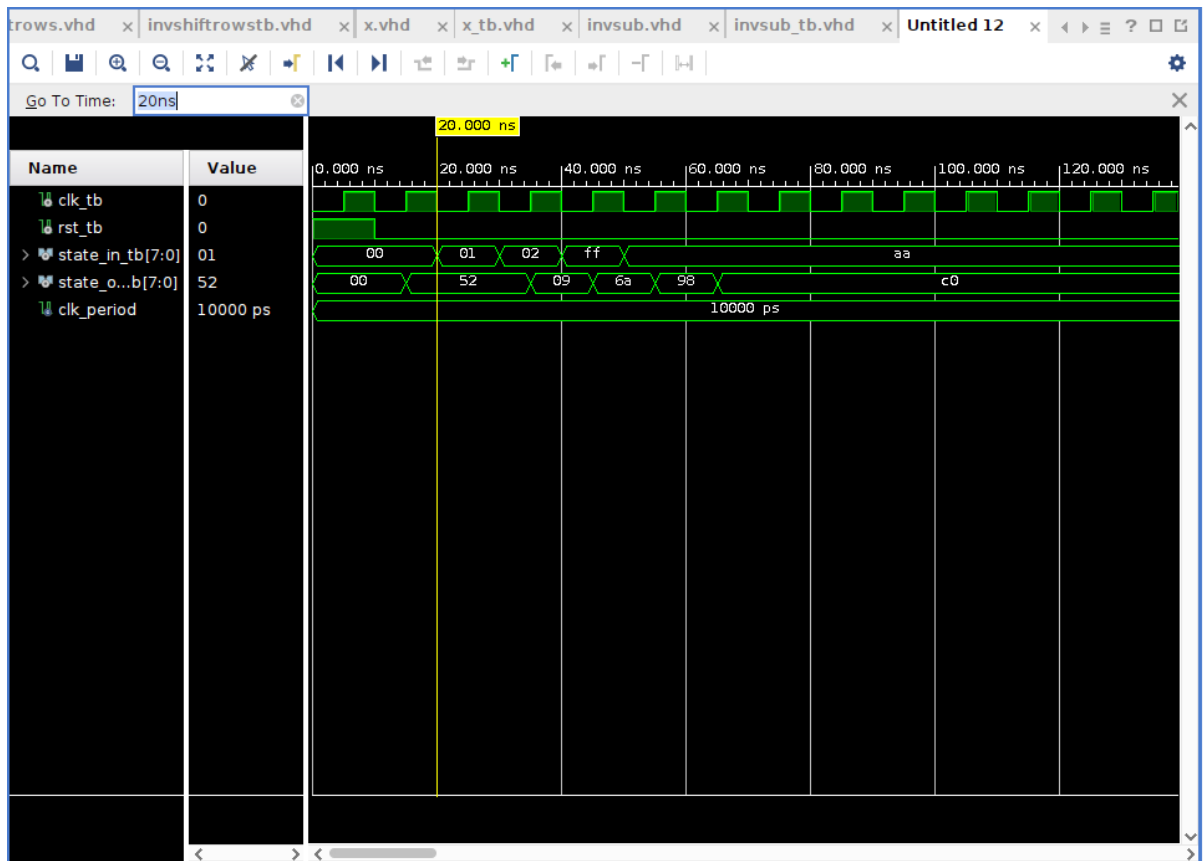 trows.vhd invshiftrowstb.vhd x.vhd x_tb.vhd invsub.vhd invsub_tb.vhd Untitled 12
Go To Time: 20ns
20.000 ns
Name Value 0.000 ns 20.000 ns 40.000 ns 60.000 ns 80.000 ns 100.000 ns 120.000 ns
clk_tb 0
rst_tb 0
state_in_tb[7:0] 01 00 01 02 ff aa
state_o...b[7:0] 52 00 52 09 6a 98 c0
clk_period 10000 ps 10000 ps